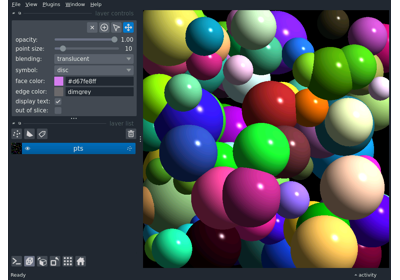 File View Plugins Window Help
layer controls
opacity: 1.00
point size: 10
blending: translucent
symbol: disc
face color: #d67fe8ff
edge color: dimgrey
display text: ✓
out of slice:
layer list
pts
Ready
activity